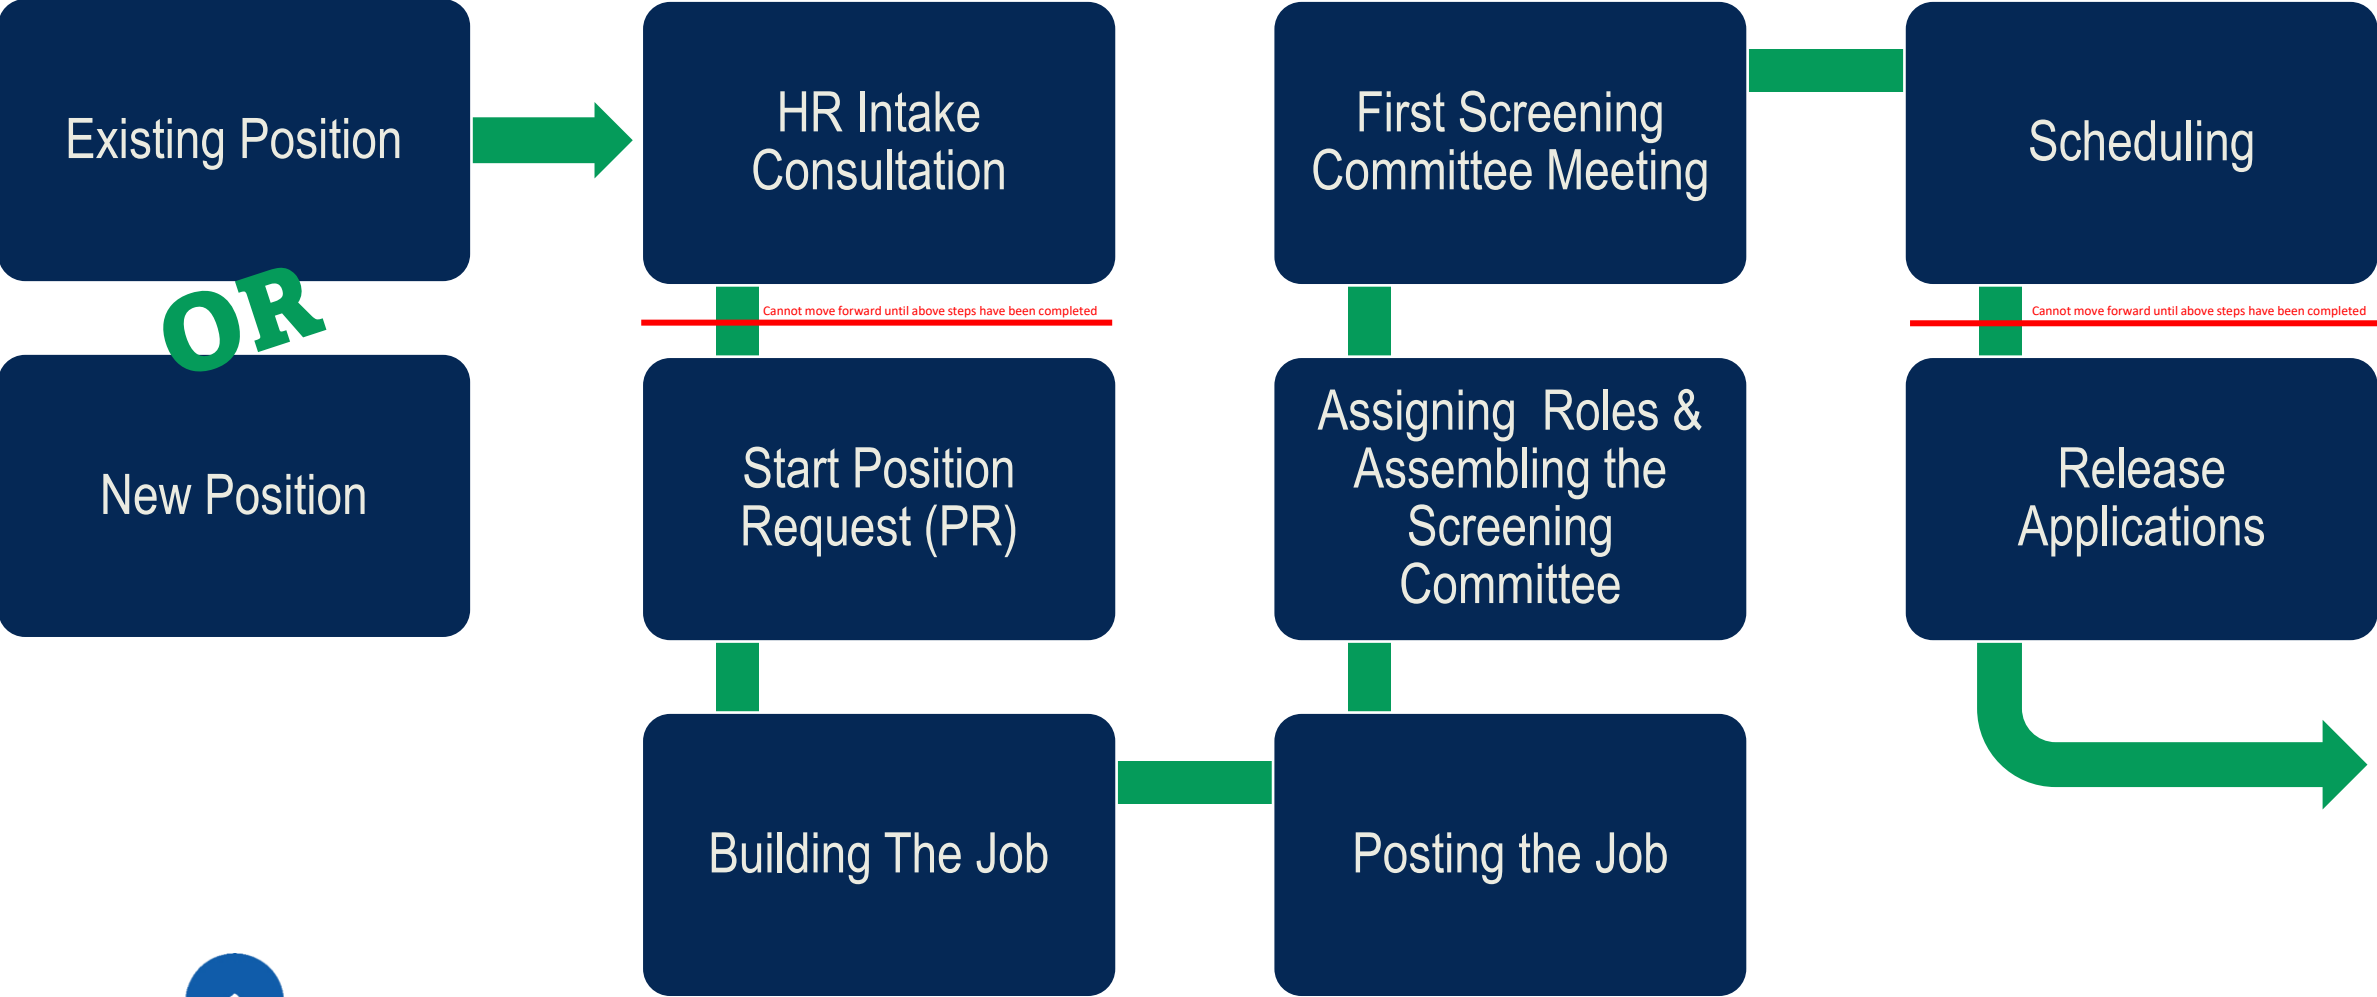 Existing Position
OR
New Position
HR Intake
Consultation
Cannot move forward until above steps have been completed
Start Position
Request (PR)
Building The Job
Posting the Job
Assigning  Roles &
Assembling the
Screening
Committee
First Screening
Committee Meeting
Scheduling
Cannot move forward until above steps have been completed
Release
Applications